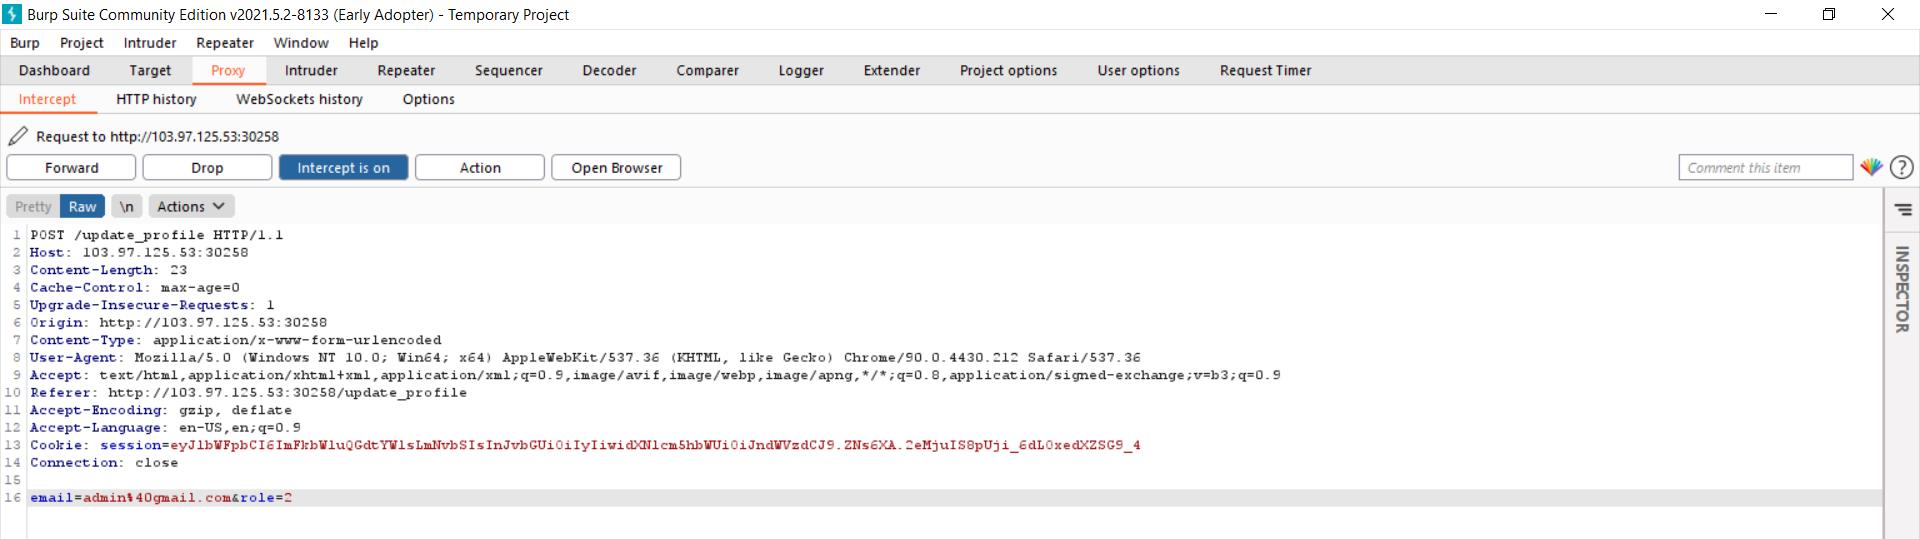 Burp Suite Community Edition v2021.5.2-8133 (Early Adopter) - Temporary Project
Burp Project Intruder Repeater Window Help
Dashboard Target Proxy Intruder Repeater Sequencer Decoder Comparer Logger Extender Project options User options Request Timer
Intercept HTTP history WebSockets history Options
Request to http://103.97.125.53:30258
Forward Drop Intercept is on Action Open Browser Comment this item ?
Pretty Raw \n Actions
INSPECTOR
1 POST /update_profile HTTP/1.1
2 Host: 103.97.125.53:30258
3 Content-Length: 23
4 Cache-Control: max-age=0
5 Upgrade-Insecure-Requests: 1
6 Origin: http://103.97.125.53:30258
7 Content-Type: application/x-www-form-urlencoded
8 User-Agent: Mozilla/5.0 (Windows NT 10.0; Win64; x64) AppleWebKit/537.36 (KHTML, like Gecko) Chrome/90.0.4430.212 Safari/537.36
9 Accept: text/html,application/xhtml+xml,application/xml;q=0.9,image/avif,image/webp,image/apng,*/*;q=0.8,application/signed-exchange;v=b3;q=0.9
10 Referer: http://103.97.125.53:30258/update_profile
11 Accept-Encoding: gzip, deflate
12 Accept-Language: en-US,en;q=0.9
13 Cookie: session=eyJlbWFpbCI6ImFkbWluQGdtYWlsLmNvbSIsInJvbGUiOiIyIiwidXNlcm5hbWUiOiJndWVzdCJ9.ZNs6XA.2eMjuIS8pUji_6dL0xedXZSG9_4
14 Connection: close
15
16 email=admin%40gmail.com&role=2